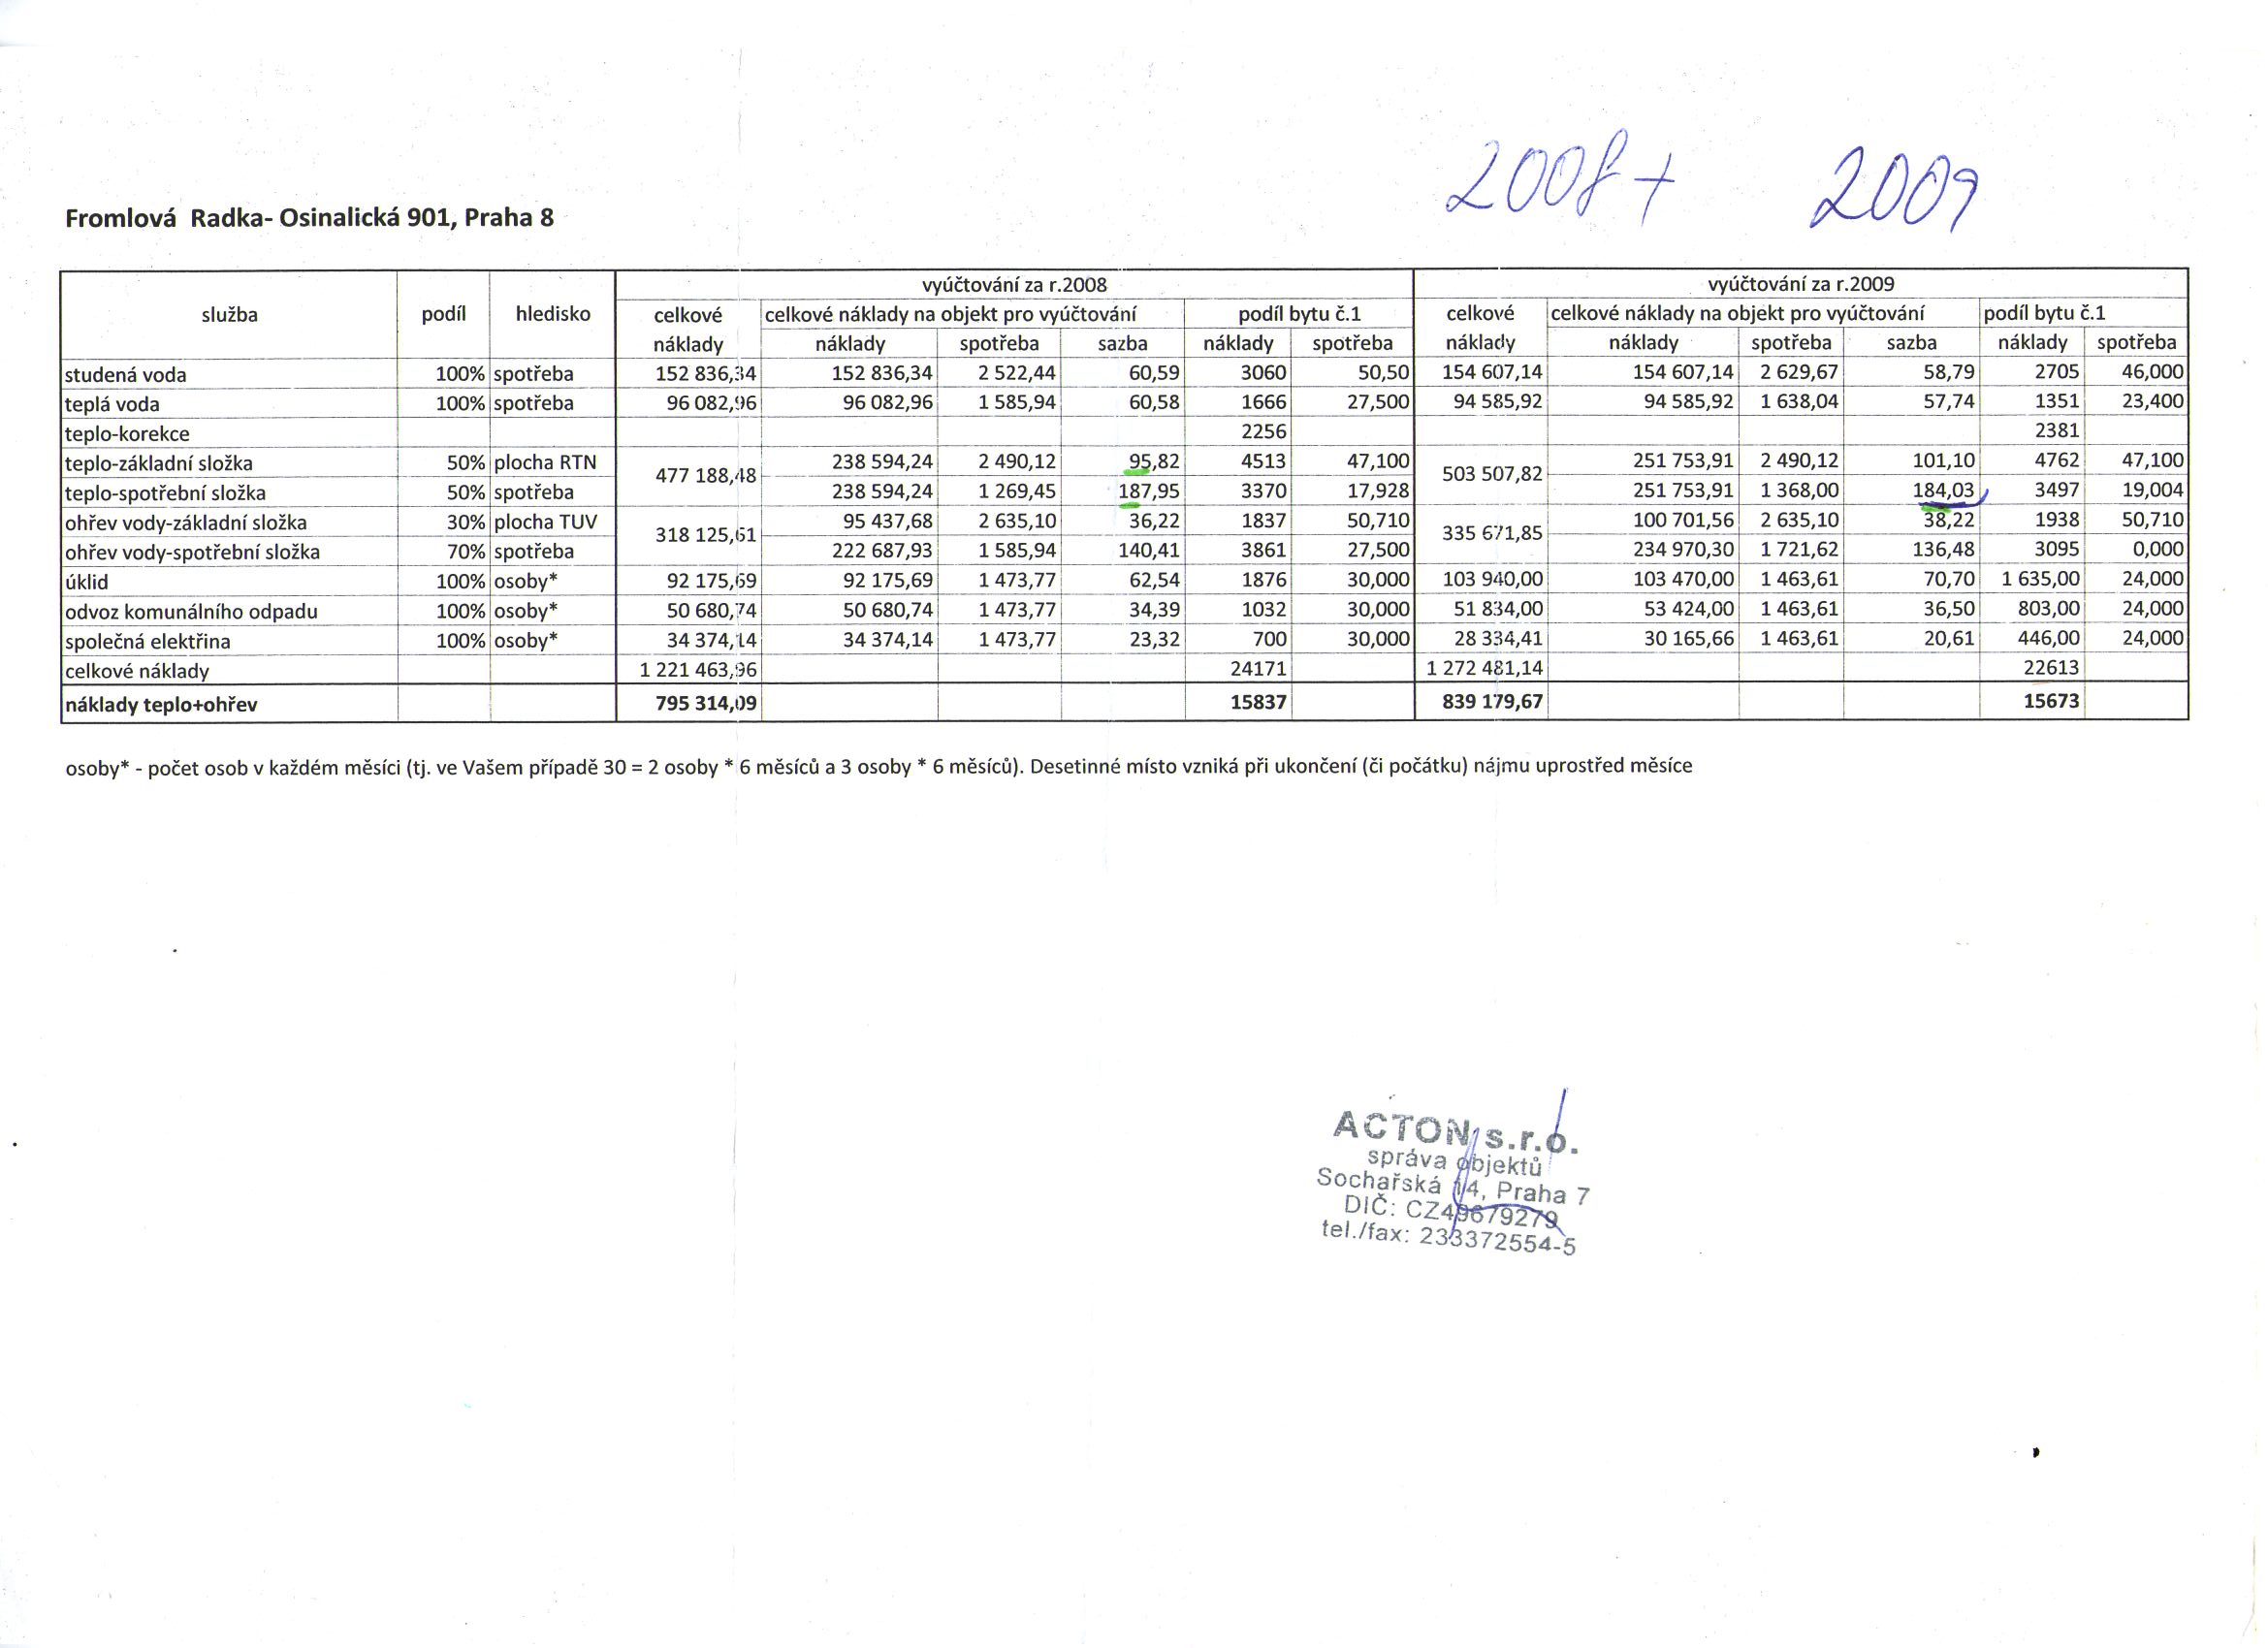 2008 + 2009
Fromlová Radka- Osinalická 901, Praha 8
služba podíl hledisko vyúčtování za r.2008 vyúčtování za r.2009
celkové náklady celkové náklady na objekt pro vyúčtování podíl bytu č.1 celkové náklady celkové náklady na objekt pro vyúčtování podíl bytu č.1
náklady spotřeba sazba náklady spotřeba náklady spotřeba sazba náklady spotřeba
studená voda 100% spotřeba 152 836,34 152 836,34 2 522,44 60,59 3060 50,50 154 607,14 154 607,14 2 629,67 58,79 2705 46,000
teplá voda 100% spotřeba 96 082,96 96 082,96 1 585,94 60,58 1666 27,500 94 585,92 94 585,92 1 638,04 57,74 1351 23,400
teplo-korekce 2256 2381
teplo-základní složka 50% plocha RTN 477 188,48 238 594,24 2 490,12 95,82 4513 47,100 503 507,82 251 753,91 2 490,12 101,10 4762 47,100
teplo-spotřební složka 50% spotřeba 238 594,24 1 269,45 187,95 3370 17,928 251 753,91 1 368,00 184,03 3497 19,004
ohřev vody-základní složka 30% plocha TUV 318 125,61 95 437,68 2 635,10 36,22 1837 50,710 335 671,85 100 701,56 2 635,10 38,22 1938 50,710
ohřev vody-spotřební složka 70% spotřeba 222 687,93 1 585,94 140,41 3861 27,500 234 970,30 1 721,62 136,48 3095 0,000
úklid 100% osoby* 92 175,69 92 175,69 1 473,77 62,54 1876 30,000 103 940,00 103 470,00 1 463,61 70,70 1 635,00 24,000
odvoz komunálního odpadu 100% osoby* 50 680,74 50 680,74 1 473,77 34,39 1032 30,000 51 834,00 53 424,00 1 463,61 36,50 803,00 24,000
společná elektřina 100% osoby* 34 374,14 34 374,14 1 473,77 23,32 700 30,000 28 334,41 30 165,66 1 463,61 20,61 446,00 24,000
celkové náklady 1 221 463,96 24171 1 272 481,14 22613
náklady teplo+ohřev 795 314,09 15837 839 179,67 15673
osoby* - počet osob v každém měsíci (tj. ve Vašem případě 30 = 2 osoby * 6 měsíců a 3 osoby * 6 měsíců). Desetinné místo vzniká při ukončení (či počátku) nájmu uprostřed měsíce
ACTON s.r.o.
správa objektů
Sochařská 14, Praha 7
DIČ: CZ49679279
tel./fax: 233372554-5